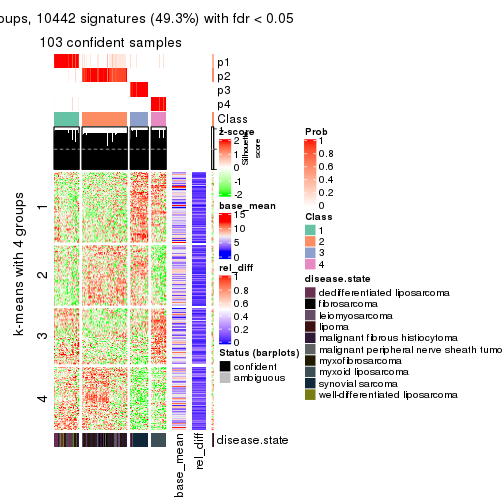 oups, 10442 signatures (49.3%) with fdr < 0.05
103 confident samples
p1
p2
p3
p4
Class
Silhouette
score
k-means with 4 groups
1
2
3
4
disease.state
base_mean
rel_diff
z-score
2
1
0
-1
-2
base_mean
15
10
5
0
rel_diff
1
0.8
0.6
0.4
0.2
0
Status (barplots)
confident
ambiguous
Prob
1
0.8
0.6
0.4
0.2
0
Class
1
2
3
4
disease.state
dedifferentiated liposarcoma
fibrosarcoma
leiomyosarcoma
lipoma
malignant fibrous histiocytoma
malignant peripheral nerve sheath tumo
myxofibrosarcoma
myxoid liposarcoma
synovial sarcoma
well-differentiated liposarcoma